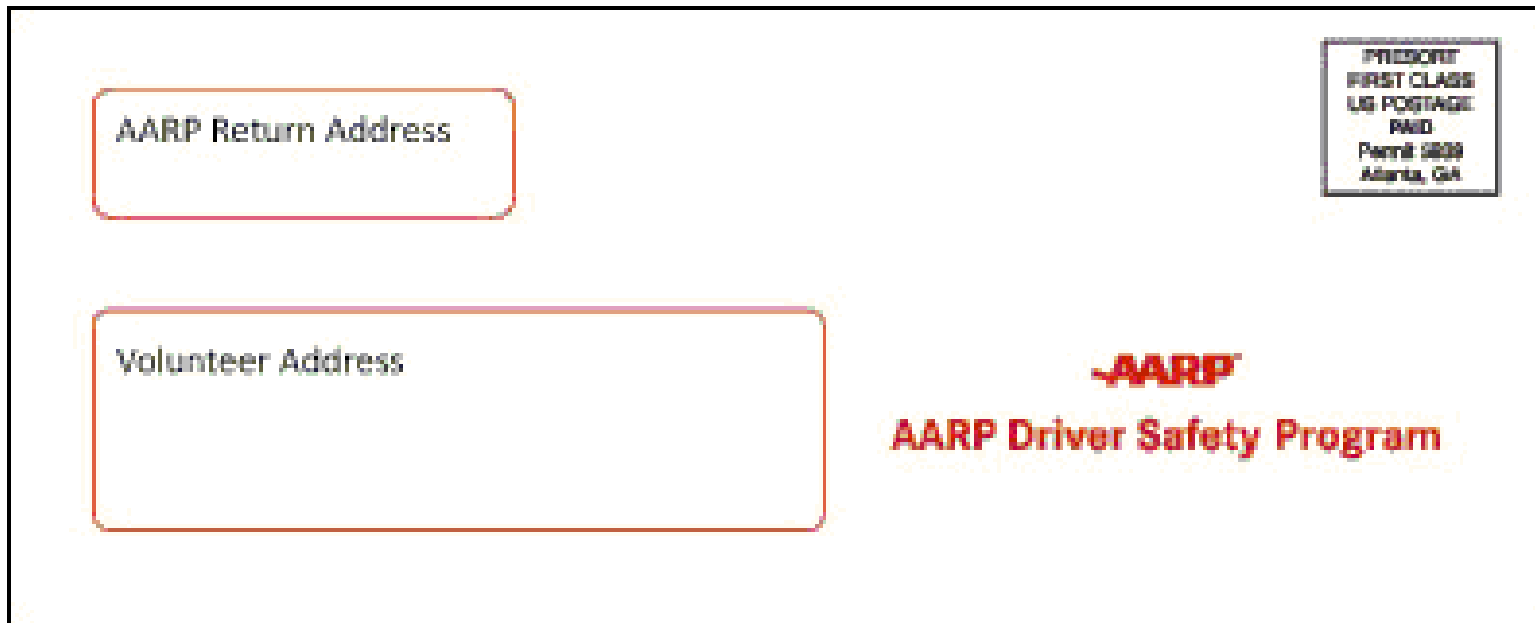 AARP Return Address
PRESORT
FIRST CLASS
US POSTAGE
PAID
Permit
Atlanta, GA
Volunteer Address
AARP
AARP Driver Safety Program